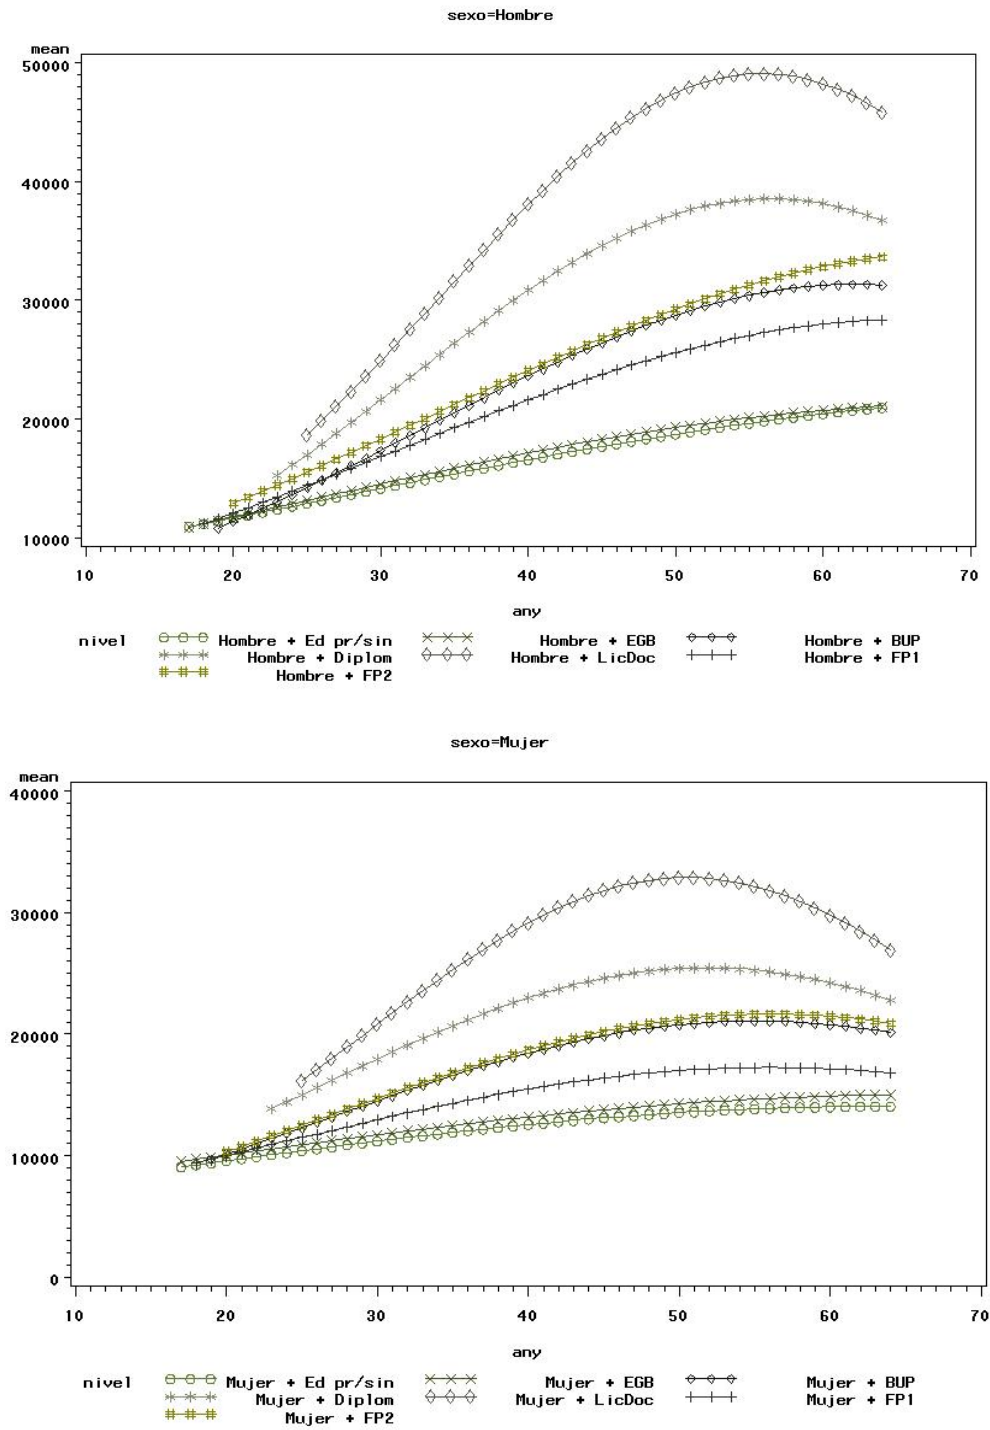 sexo=Hombre
mean
50000
40000
30000
20000
10000
10 20 30 40 50 60 70
any
nivel Hombre + Ed pr/sin Hombre + EGB Hombre + BUP
Hombre + Diplom Hombre + LicDoc Hombre + FP1
Hombre + FP2
sexo=Mujer
mean
40000
30000
20000
10000
0
10 20 30 40 50 60 70
any
nivel Mujer + Ed pr/sin Mujer + EGB Mujer + BUP
Mujer + Diplom Mujer + LicDoc Mujer + FP1
Mujer + FP2